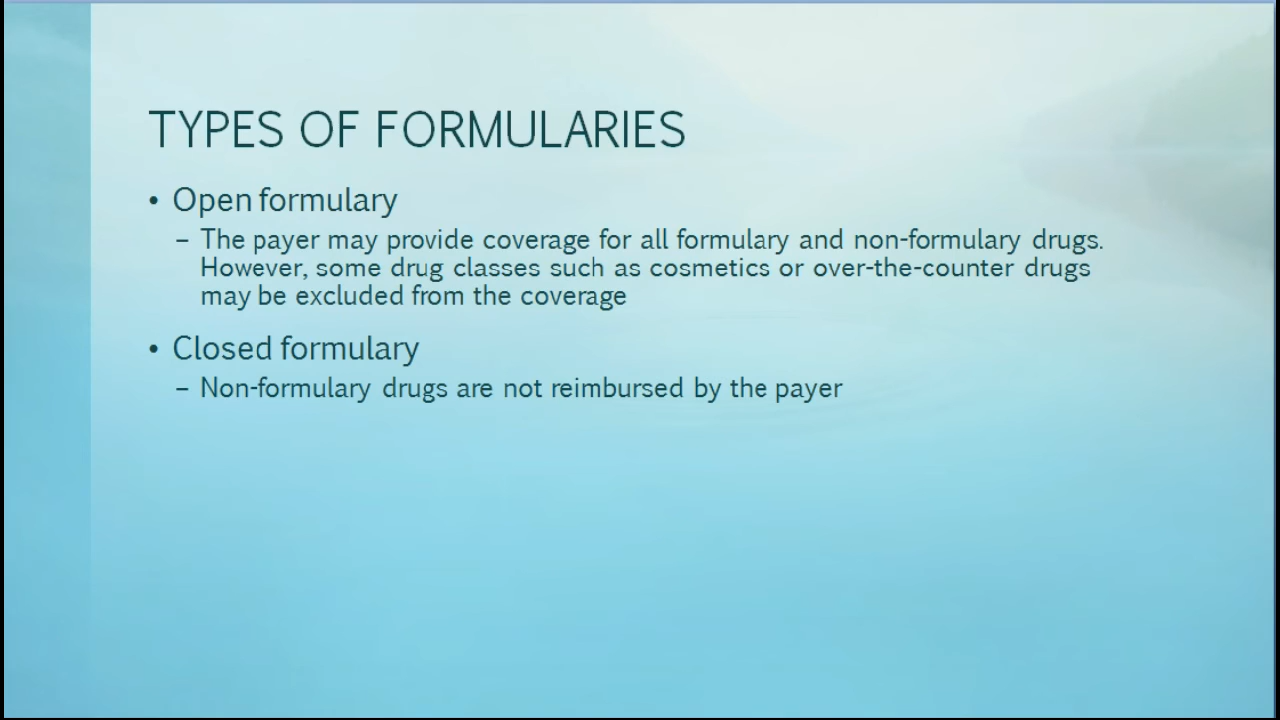 TYPES OF FORMULARIES
• Open formulary
– The payer may provide coverage for all formulary and non-formulary drugs.
However, some drug classes such as cosmetics or over-the-counter drugs
may be excluded from the coverage
• Closed formulary
– Non-formulary drugs are not reimbursed by the payer